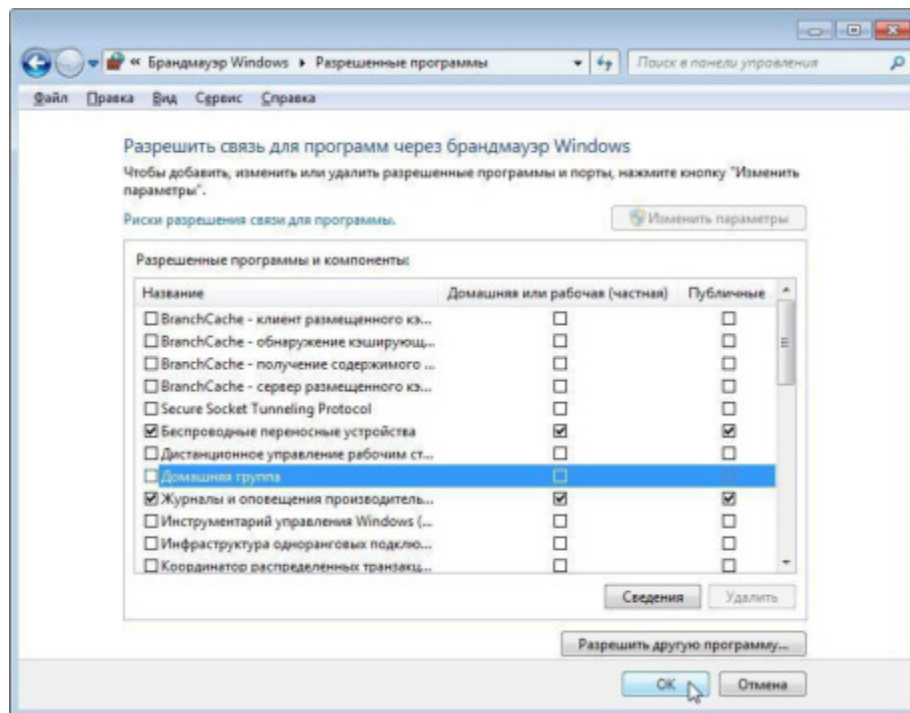 « Брандмауэр Windows ▸ Разрешенные программы
Поиск в панели управления
Файл Правка Вид Сервис Справка
Разрешить связь для программ через брандмауэр Windows
Чтобы добавить, изменить или удалить разрешенные программы и порты, нажмите кнопку "Изменить
параметры".
Риски разрешения связи для программы.
Изменить параметры
Разрешенные программы и компоненты:
Название Домашняя или рабочая (частная) Публичные
BranchCache - клиент размещенного кэ...
BranchCache - обнаружение кэширующ...
BranchCache - получение содержимого ...
BranchCache - сервер размещенного кэ...
Secure Socket Tunneling Protocol
Беспроводные переносные устройства
Дистанционное управление рабочим ст...
Домашняя группа
Журналы и оповещения производитель...
Инструментарий управления Windows (...
Инфраструктура одноранговых подклю...
Координатор распределенных транзакц...
Сведения Удалить
Разрешить другую программу...
ОК Отмена